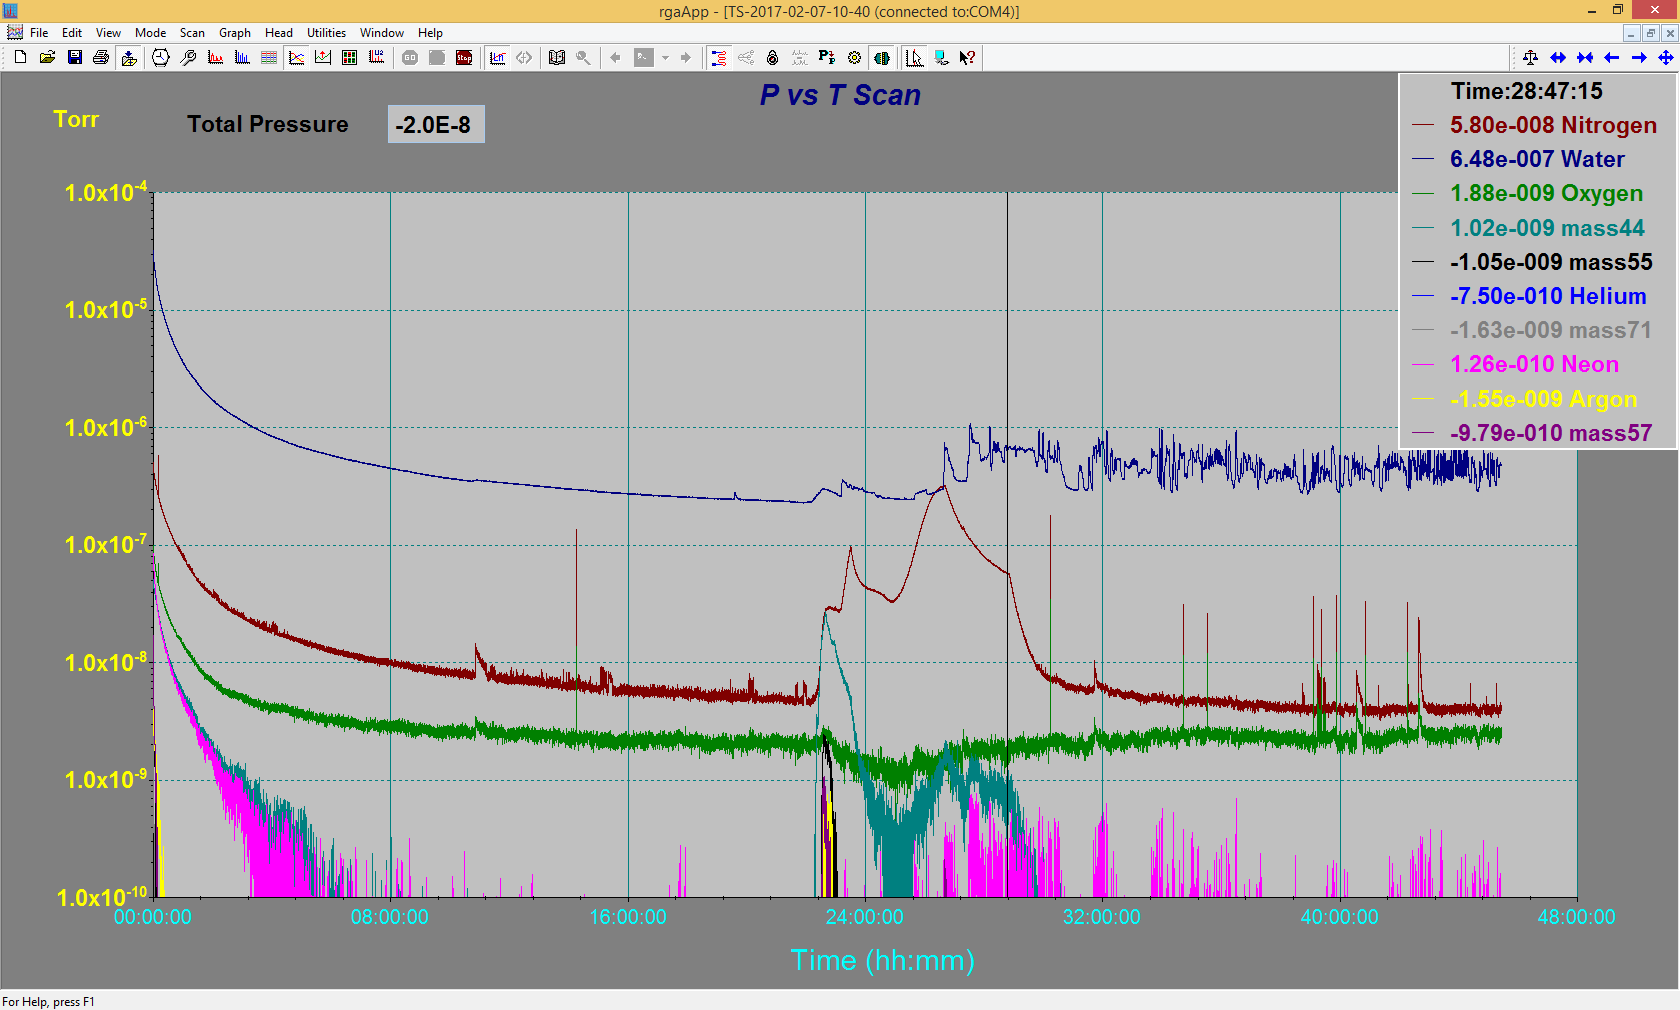 rgaApp - [TS-2017-02-07-10-40 (connected to:COM4)]
File Edit View Mode Scan Graph Head Utilities Window Help
GO Stop
P vs T Scan
Torr
Total Pressure -2.0E-8
Time:28:47:15
5.80e-008 Nitrogen
6.48e-007 Water
1.88e-009 Oxygen
1.02e-009 mass44
-1.05e-009 mass55
-7.50e-010 Helium
-1.63e-009 mass71
1.26e-010 Neon
-1.55e-009 Argon
-9.79e-010 mass57
1.0x10-4
1.0x10-5
1.0x10-6
1.0x10-7
1.0x10-8
1.0x10-9
1.0x10-10
00:00:00 08:00:00 16:00:00 24:00:00 32:00:00 40:00:00 48:00:00
Time (hh:mm)
For Help, press F1